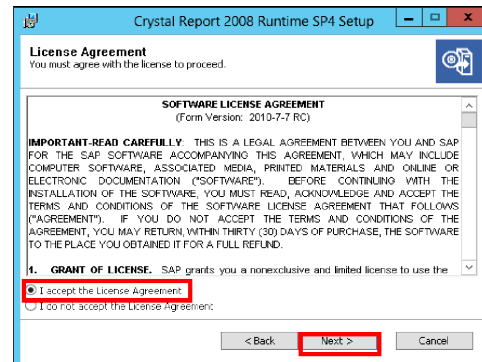 Crystal Report 2008 Runtime SP4 Setup
License Agreement
You must agree with the license to proceed.
SOFTWARE LICENSE AGREEMENT
(Form Version: 2010-7-7 RC)
IMPORTANT-READ CAREFULLY: THIS IS A LEGAL AGREEMENT BETWEEN YOU AND SAP
FOR THE SAP SOFTWARE ACCOMPANYING THIS AGREEMENT, WHICH MAY INCLUDE
COMPUTER SOFTWARE, ASSOCIATED MEDIA, PRINTED MATERIALS AND ONLINE OR
ELECTRONIC DOCUMENTATION ("SOFTWARE"). BEFORE CONTINUING WITH THE
INSTALLATION OF THE SOFTWARE, YOU MUST READ, ACKNOWLEDGE AND ACCEPT THE
TERMS AND CONDITIONS OF THE SOFTWARE LICENSE AGREEMENT THAT FOLLOWS
("AGREEMENT"). IF YOU DO NOT ACCEPT THE TERMS AND CONDITIONS OF THE
AGREEMENT, YOU MAY RETURN, WITHIN THIRTY (30) DAYS OF PURCHASE, THE SOFTWARE
TO THE PLACE YOU OBTAINED IT FOR A FULL REFUND.
1. GRANT OF LICENSE. SAP grants you a nonexclusive and limited license to use the
I accept the License Agreement
I do not accept the License Agreement
< Back Next > Cancel